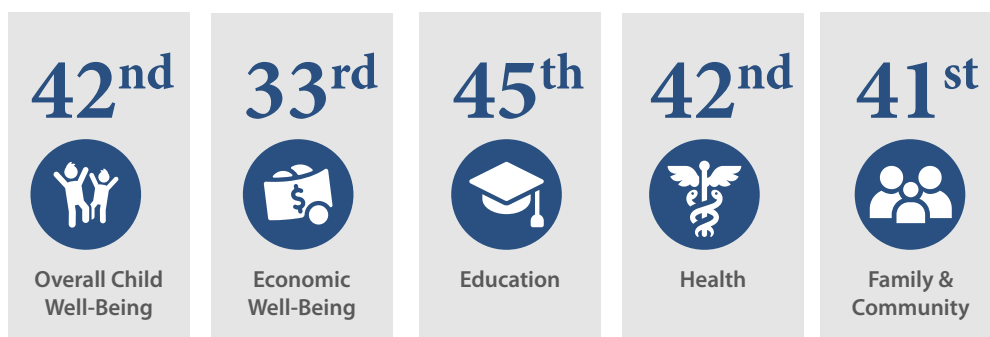 42nd
Overall Child
Well-Being
33rd
$
Economic
Well-Being
45th
Education
42nd
Health
41st
Family &
Community